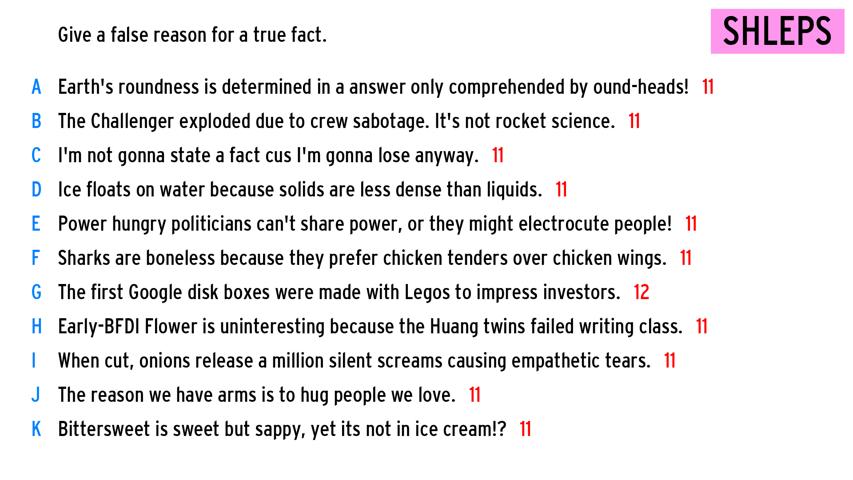 Give a false reason for a true fact.
SHLEPS
A Earth's roundness is determined in a answer only comprehended by ound-heads! 11
B The Challenger exploded due to crew sabotage. It's not rocket science. 11
C I'm not gonna state a fact cus I'm gonna lose anyway. 11
D Ice floats on water because solids are less dense than liquids. 11
E Power hungry politicians can't share power, or they might electrocute people! 11
F Sharks are boneless because they prefer chicken tenders over chicken wings. 11
G The first Google disk boxes were made with Legos to impress investors. 12
H Early-BFDI Flower is uninteresting because the Huang twins failed writing class. 11
I When cut, onions release a million silent screams causing empathetic tears. 11
J The reason we have arms is to hug people we love. 11
K Bittersweet is sweet but sappy, yet its not in ice cream!? 11